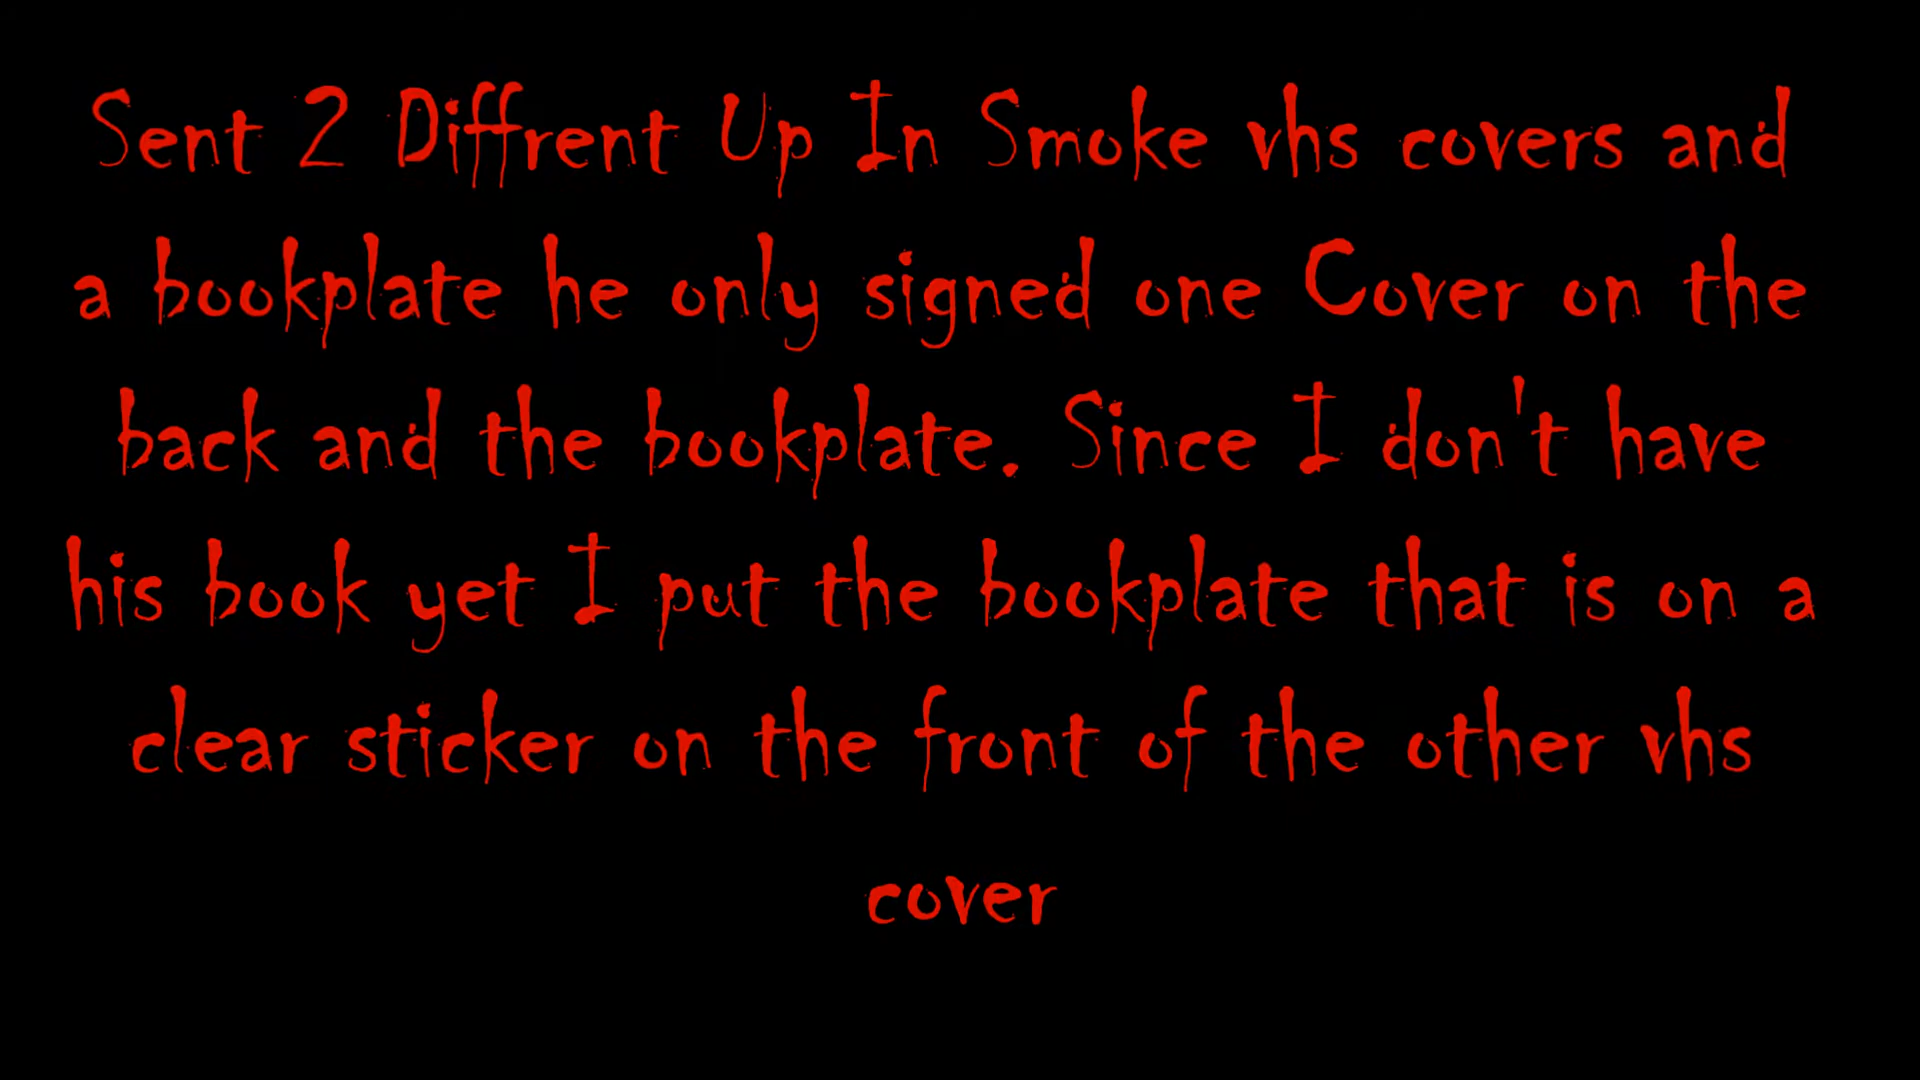 Sent 2 Diffrent Up In Smoke vhs covers and
a bookplate he only signed one Cover on the
back and the bookplate. Since I don't have
his book yet I put the bookplate that is on a
clear sticker on the front of the other vhs
cover